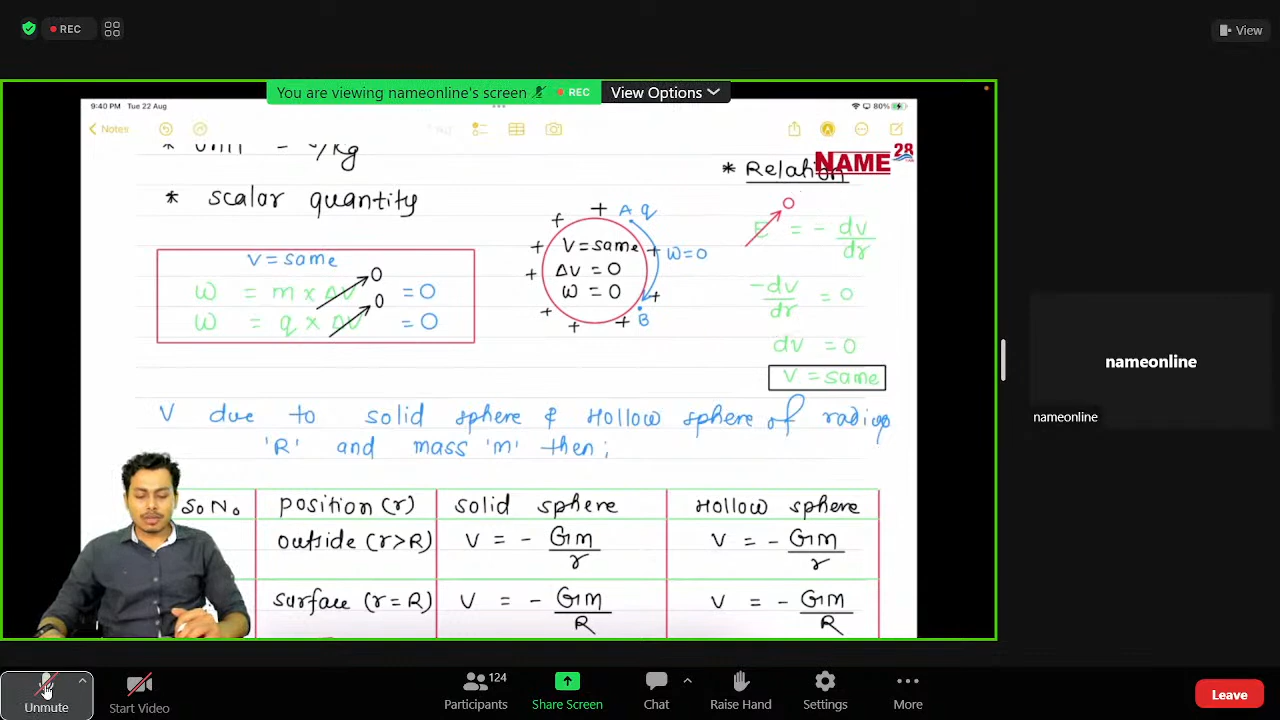 REC
View
You are viewing nameonline's screen REC View Options
9:40 PM Tue 22 Aug
80%
Notes
* Unit - J/kg
* scalar quantity
V = same
W = m x ΔV 0 = 0
W = q x ΔV 0 = 0
+ + + + + + + + + +
A q
V = same
ΔV = 0
W = 0
W = 0
B
NAME 28
* Relation
E 0 = - dv/dr
-dv/dr = 0
dv = 0
V = same
V due to solid sphere & Hollow sphere of radius
'R' and mass 'm' then;
S.No. position (r) solid sphere Hollow sphere
outside (r>R) V = - Gm/r V = - Gm/r
surface (r=R) V = - Gm/R V = - Gm/R
nameonline
nameonline
Unmute
Start Video
Participants 124
Share Screen
Chat
Raise Hand
Settings
More
Leave